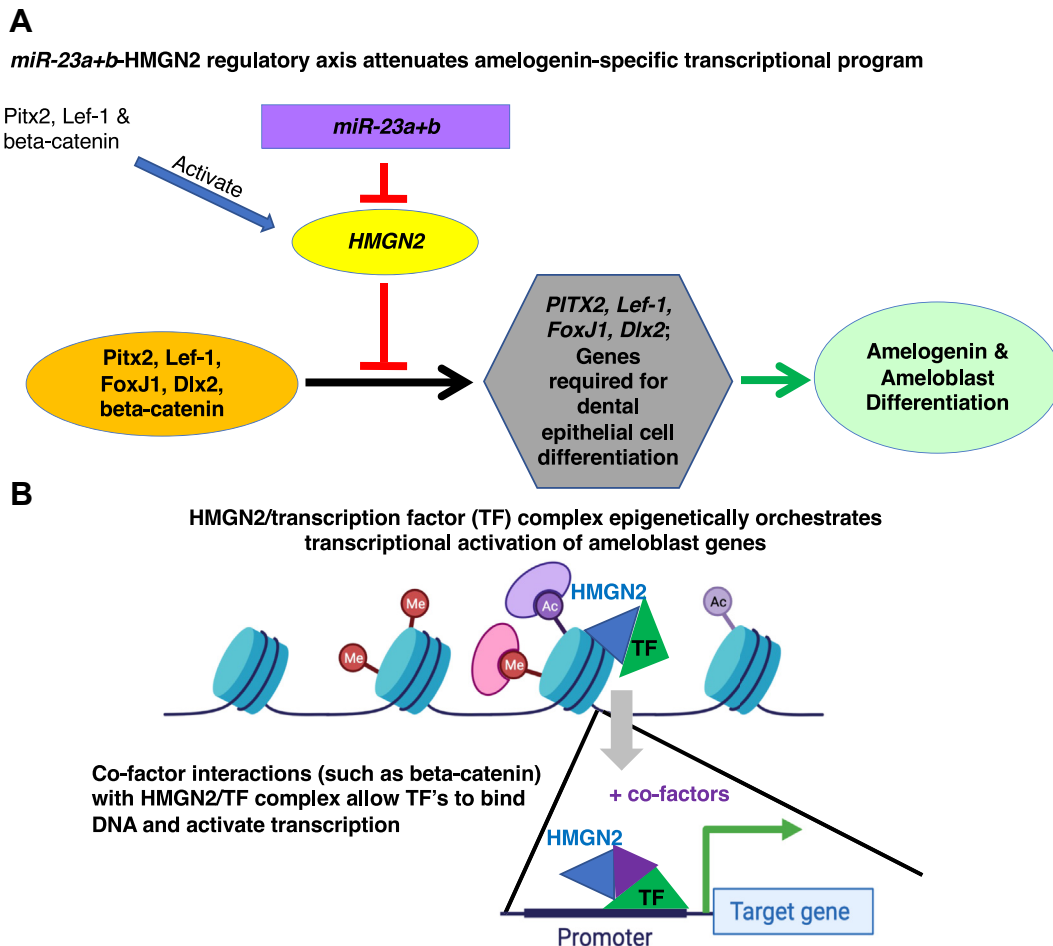 A
miR-23a+b-HMGN2 regulatory axis attenuates amelogenin-specific transcriptional program
Pitx2, Lef-1 &
beta-catenin
Activate
miR-23a+b
HMGN2
Pitx2, Lef-1,
FoxJ1, Dlx2,
beta-catenin
PITX2, Lef-1,
FoxJ1, Dlx2;
Genes
required for
dental
epithelial cell
differentiation
Amelogenin &
Ameloblast
Differentiation
B
HMGN2/transcription factor (TF) complex epigenetically orchestrates
transcriptional activation of ameloblast genes
Me
Me
Ac
Me
HMGN2
TF
Ac
Co-factor interactions (such as beta-catenin)
with HMGN2/TF complex allow TF's to bind
DNA and activate transcription
+ co-factors
HMGN2
TF
Promoter
Target gene